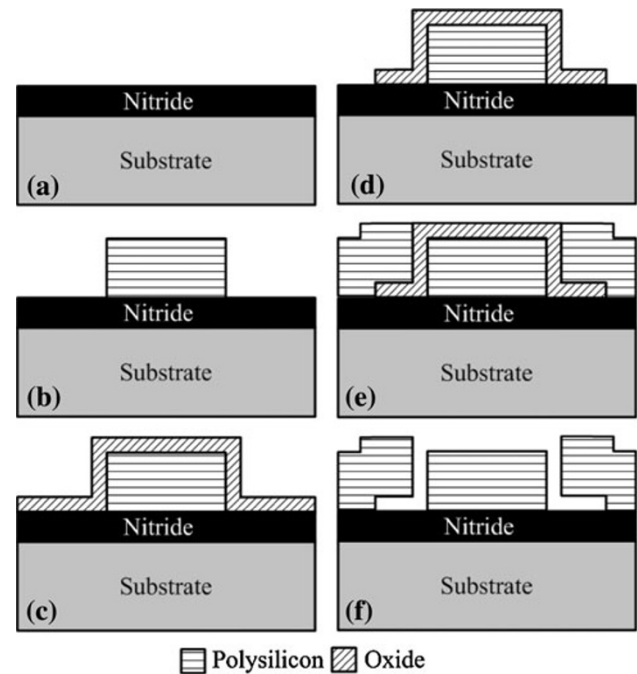 Nitride
Substrate
(a)
Nitride
Substrate
(b)
Nitride
Substrate
(c)
Nitride
Substrate
(d)
Nitride
Substrate
(e)
Nitride
Substrate
(f)
Polysilicon Oxide